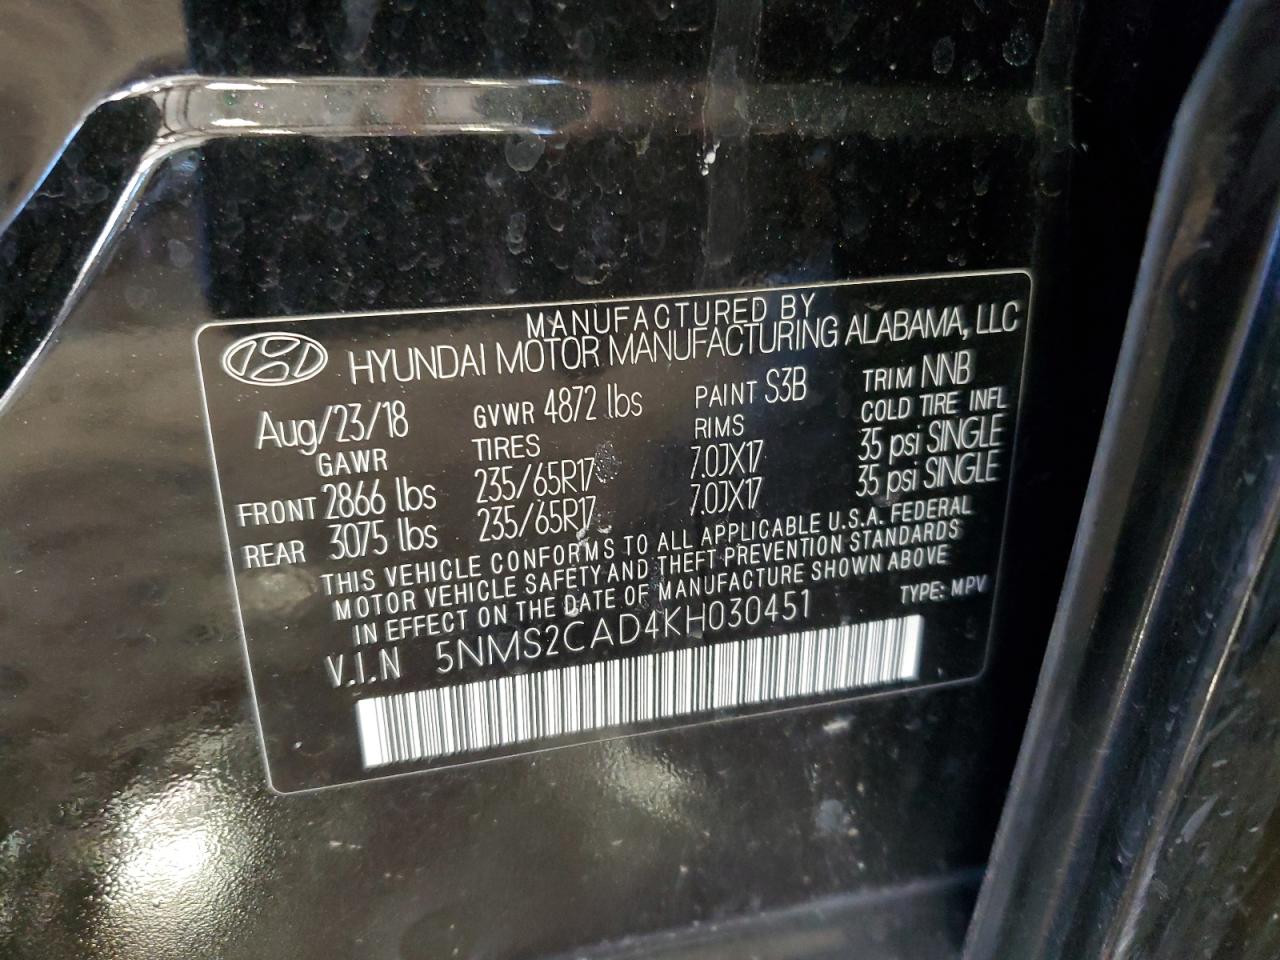 MANUFACTURED BY
HYUNDAI MOTOR MANUFACTURING ALABAMA, LLC
Aug/23/18 GVWR 4872 lbs PAINT S3B TRIM NNB
GAWR TIRES RIMS COLD TIRE INFL
FRONT 2866 lbs 235/65R17 7.0JX17 35 psi SINGLE
REAR 3075 lbs 235/65R17 7.0JX17 35 psi SINGLE
THIS VEHICLE CONFORMS TO ALL APPLICABLE U.S.A. FEDERAL
MOTOR VEHICLE SAFETY AND THEFT PREVENTION STANDARDS
IN EFFECT ON THE DATE OF MANUFACTURE SHOWN ABOVE
V.I.N 5NMS2CAD4KH030451 TYPE: MPV